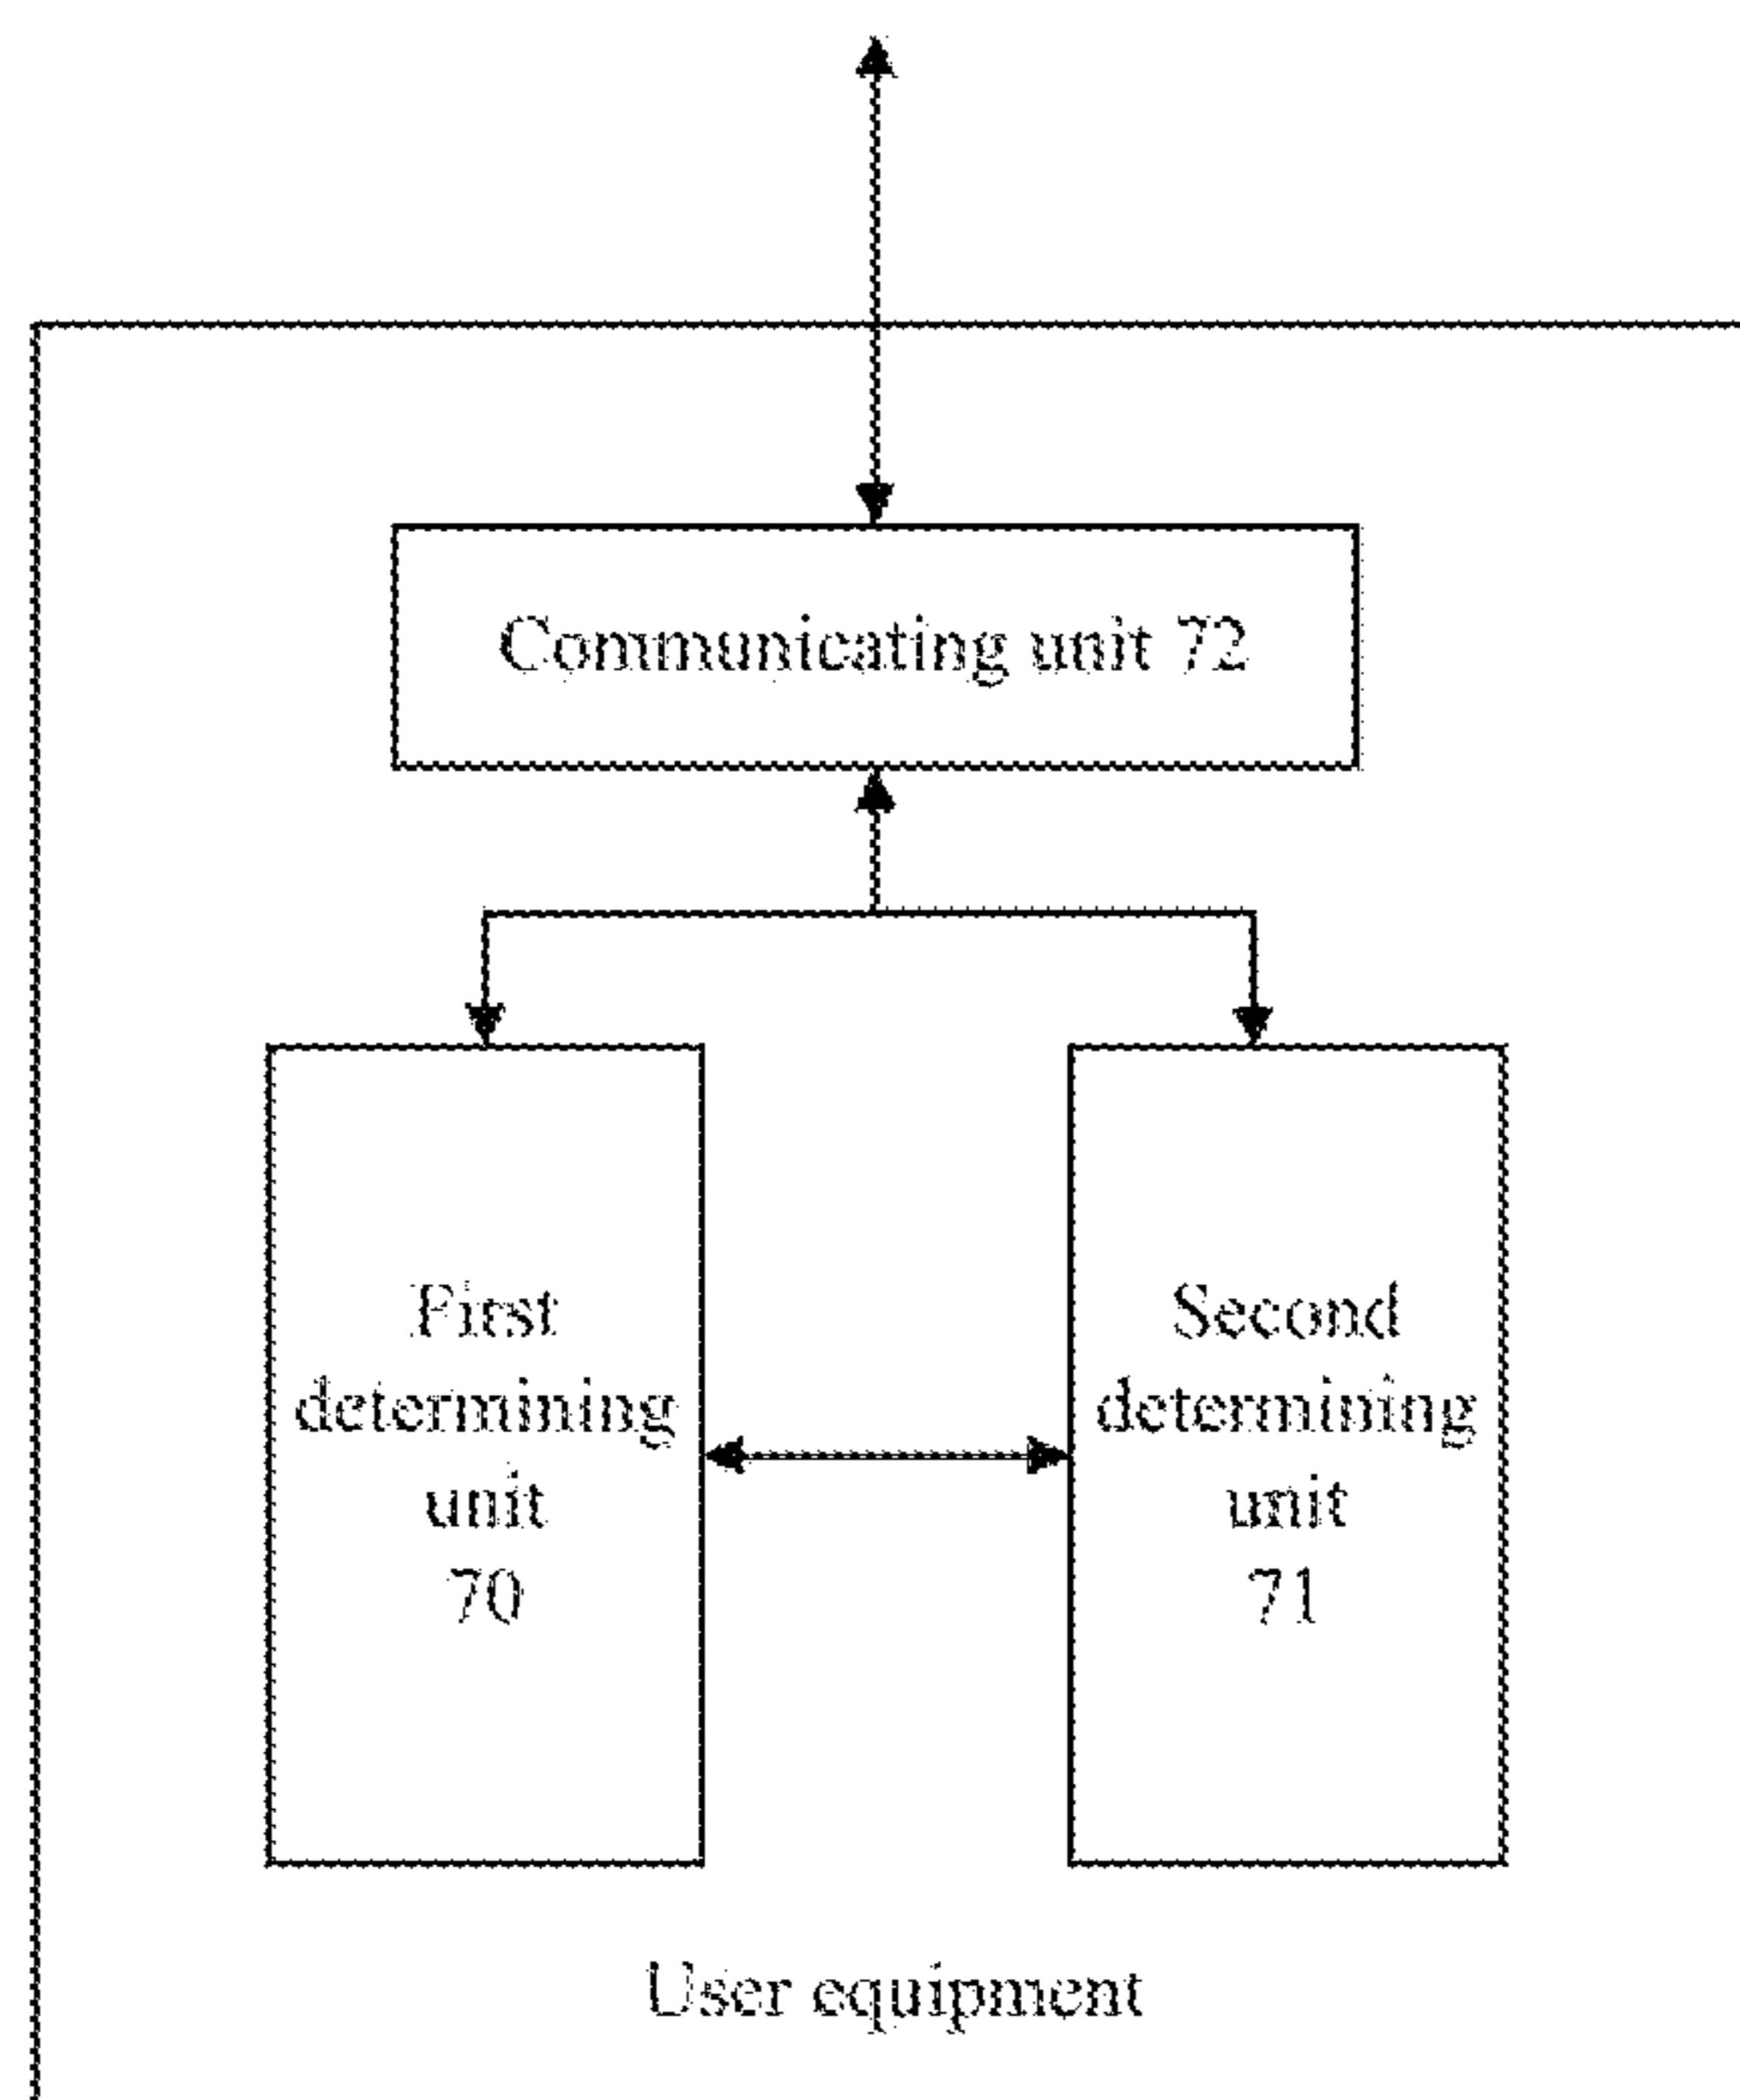 Communicating unit 72
First
determining
unit
70
Second
determining
unit
71
User equipment